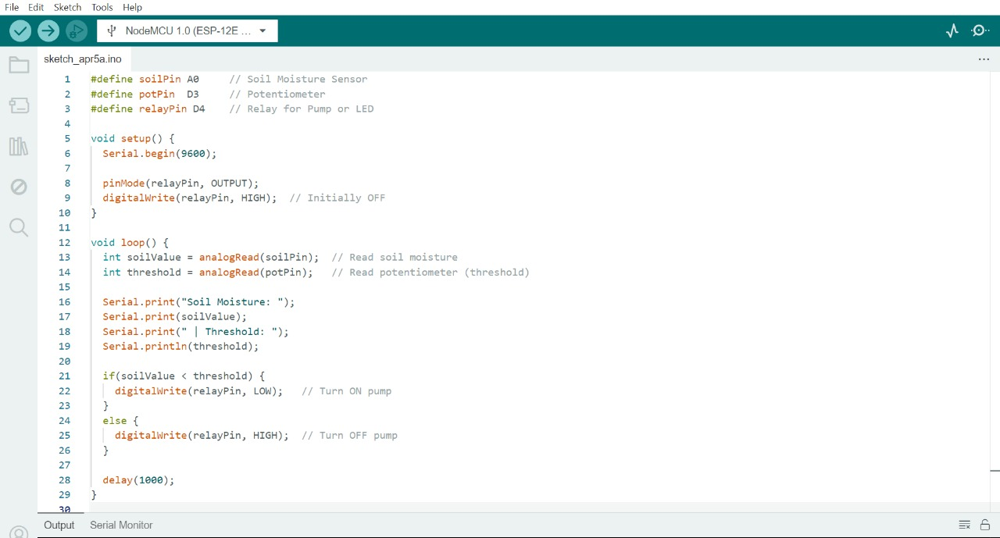 File Edit Sketch Tools Help
NodeMCU 1.0 (ESP-12E ...
sketch_apr5a.ino
1 #define soilPin A0 // Soil Moisture Sensor
2 #define potPin D3 // Potentiometer
3 #define relayPin D4 // Relay for Pump or LED
4
5 void setup() {
6 Serial.begin(9600);
7
8 pinMode(relayPin, OUTPUT);
9 digitalWrite(relayPin, HIGH); // Initially OFF
10 }
11
12 void loop() {
13 int soilValue = analogRead(soilPin); // Read soil moisture
14 int threshold = analogRead(potPin); // Read potentiometer (threshold)
15
16 Serial.print("Soil Moisture: ");
17 Serial.print(soilValue);
18 Serial.print(" | Threshold: ");
19 Serial.println(threshold);
20
21 if(soilValue < threshold) {
22 digitalWrite(relayPin, LOW); // Turn ON pump
23 }
24 else {
25 digitalWrite(relayPin, HIGH); // Turn OFF pump
26 }
27
28 delay(1000);
29 }
30
Output Serial Monitor